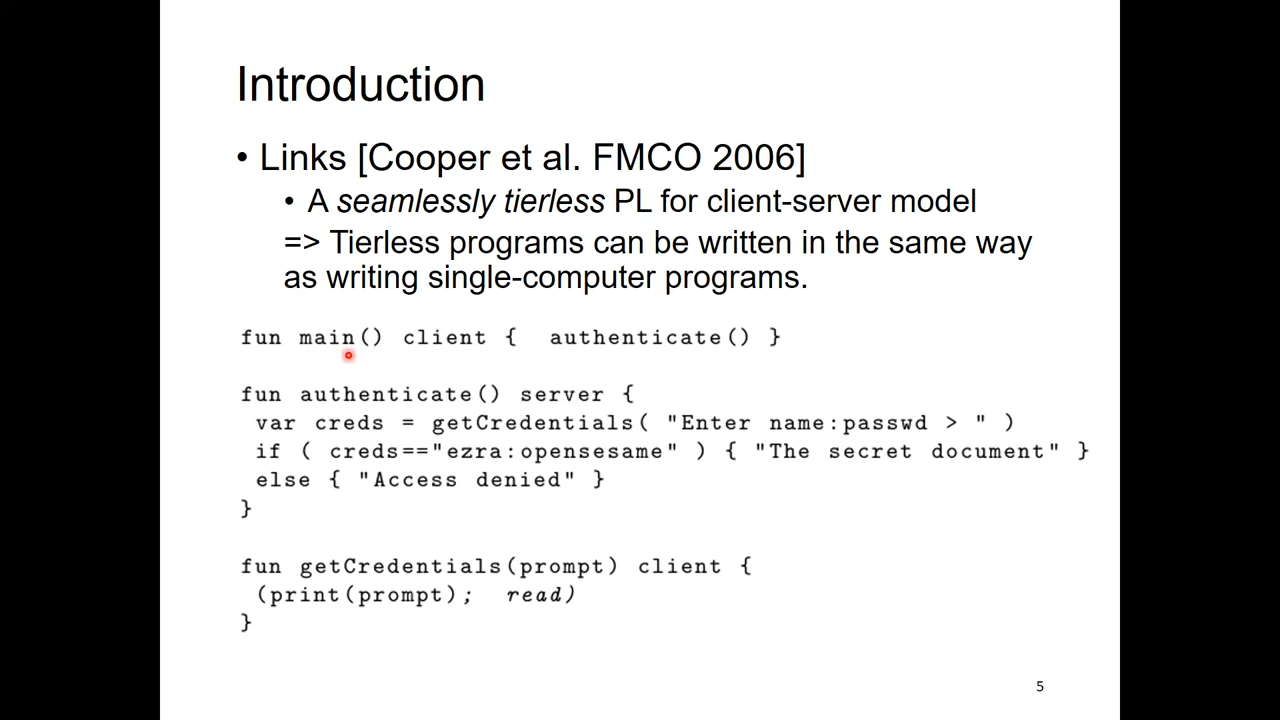 Introduction
• Links [Cooper et al. FMCO 2006]
• A seamlessly tierless PL for client-server model
=> Tierless programs can be written in the same way
as writing single-computer programs.
fun main() client {  authenticate() }
fun authenticate() server {
var creds = getCredentials( "Enter name:passwd > " )
if ( creds=="ezra:opensesame" ) { "The secret document" }
else { "Access denied" }
}
fun getCredentials(prompt) client {
(print(prompt);  read)
}
5